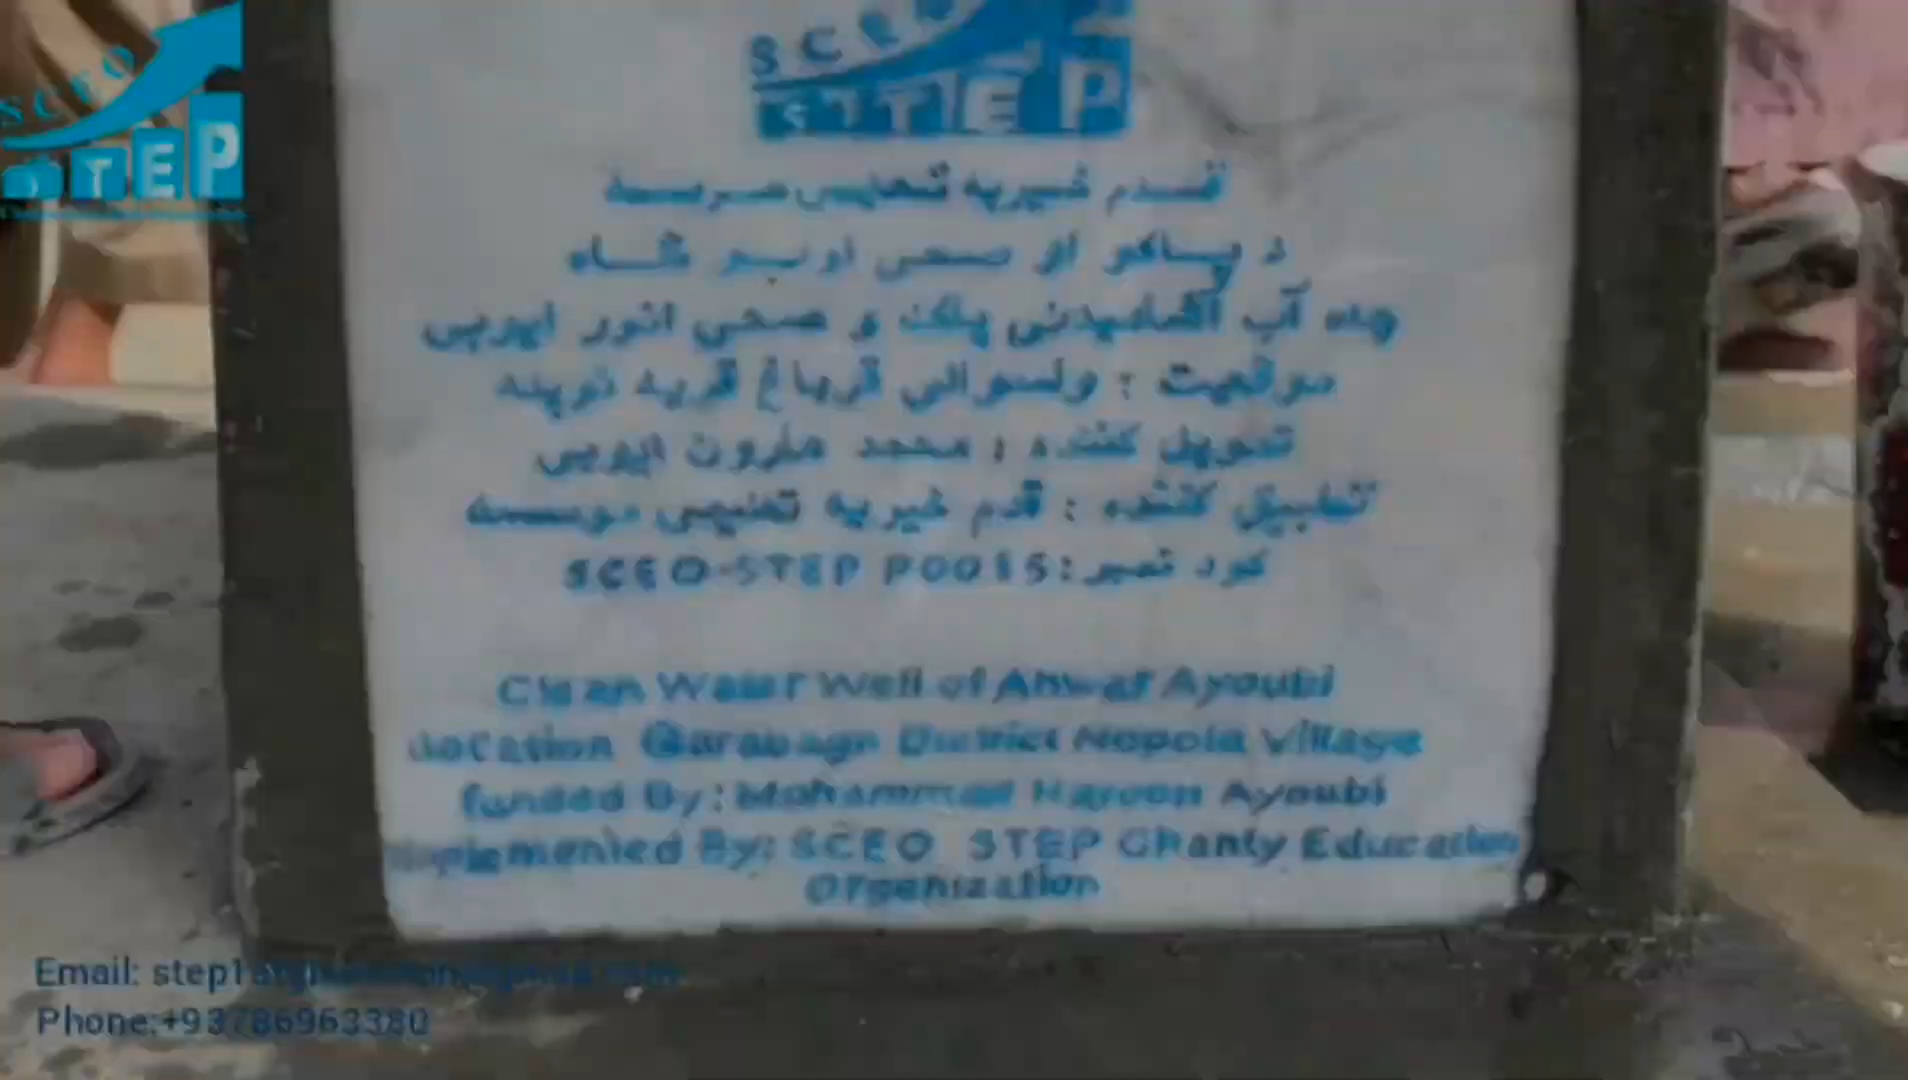 SCEO
STEP
SCEO
STEP
قدم خیریه تعلیمی موسسه
د پاکو او صحی اوبو څاه
چاه آب آشامیدنی پاک و صحی انور ایوبی
موقعیت : ولسوالی قرباغ قریه نوپله
تمویل کننده : محمد هارون ایوبی
تطبیق کننده : قدم خیریه تعلیمی موسسه
کود نمبر: SCEO-STEP P0015
Clean Water Well of Anwar Ayoubi
Location Qarabagh District Nopola Village
funded By: Mohammad Haroon Ayoubi
Implemented By: SCEO STEP Charity Education
Organization
Email:
Phone:+93786963380